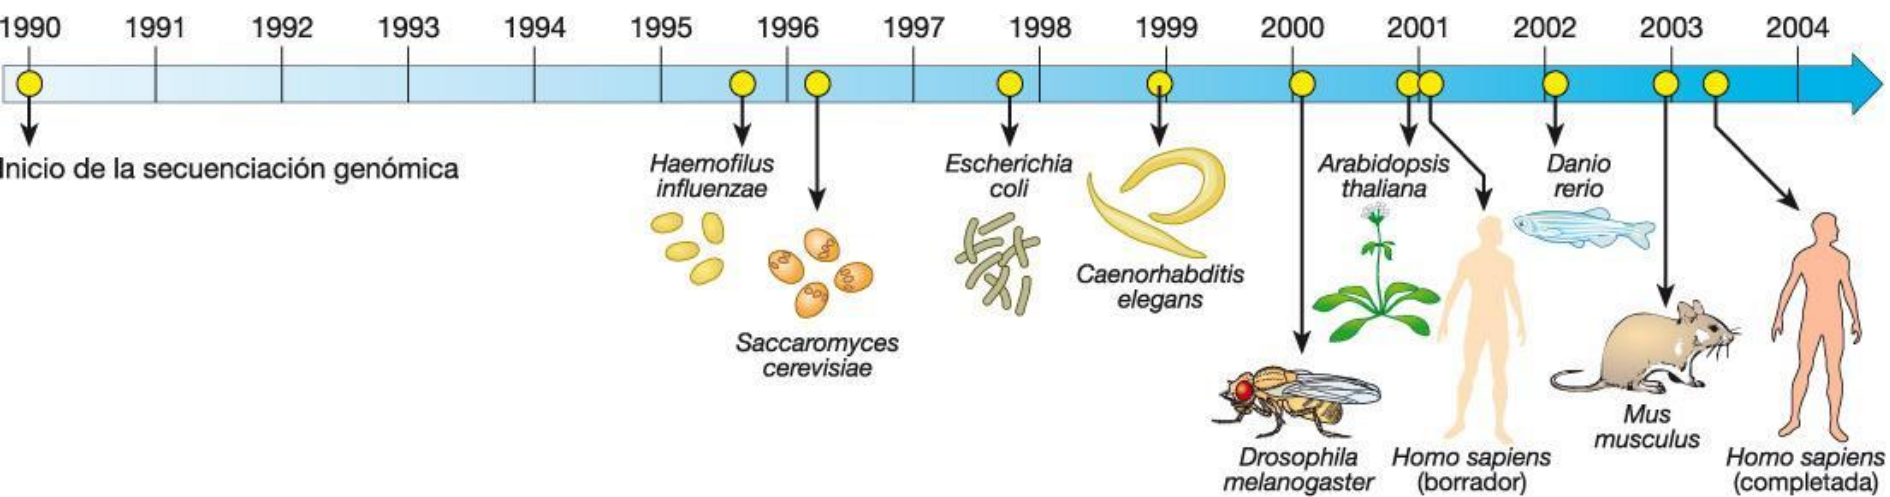 1990 1991 1992 1993 1994 1995 1996 1997 1998 1999 2000 2001 2002 2003 2004
Inicio de la secuenciación genómica
Haemofilus
influenzae
Saccaromyces
cerevisiae
Escherichia
coli
Caenorhabditis
elegans
Drosophila
melanogaster
Arabidopsis
thaliana
Homo sapiens
(borrador)
Danio
rerio
Mus
musculus
Homo sapiens
(completada)